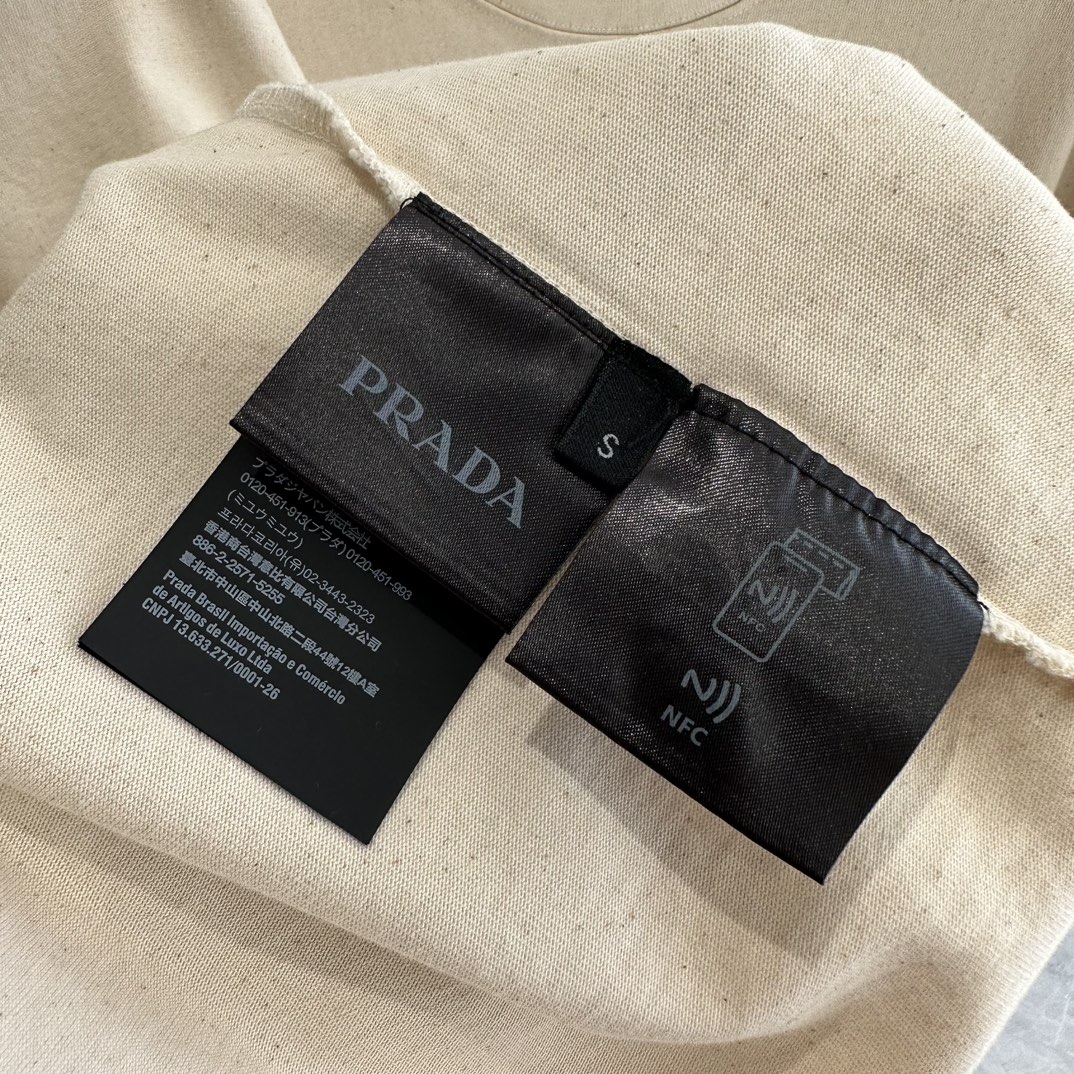 PRADA
S
プラダジャパン株式会社
0120-451-913(プラダ) 0120-451-993
(ミュウミュウ)
프라다코리아(유)02-3443-2323
香港商台灣普比有限公司台灣分公司
886-2-2571-5255
臺北市中山區中山北路二段44號12樓A室
Prada Brasil Importação e Comércio
de Artigos de Luxo Ltda
CNPJ 13.633.271/0001-26
NFC
NFC